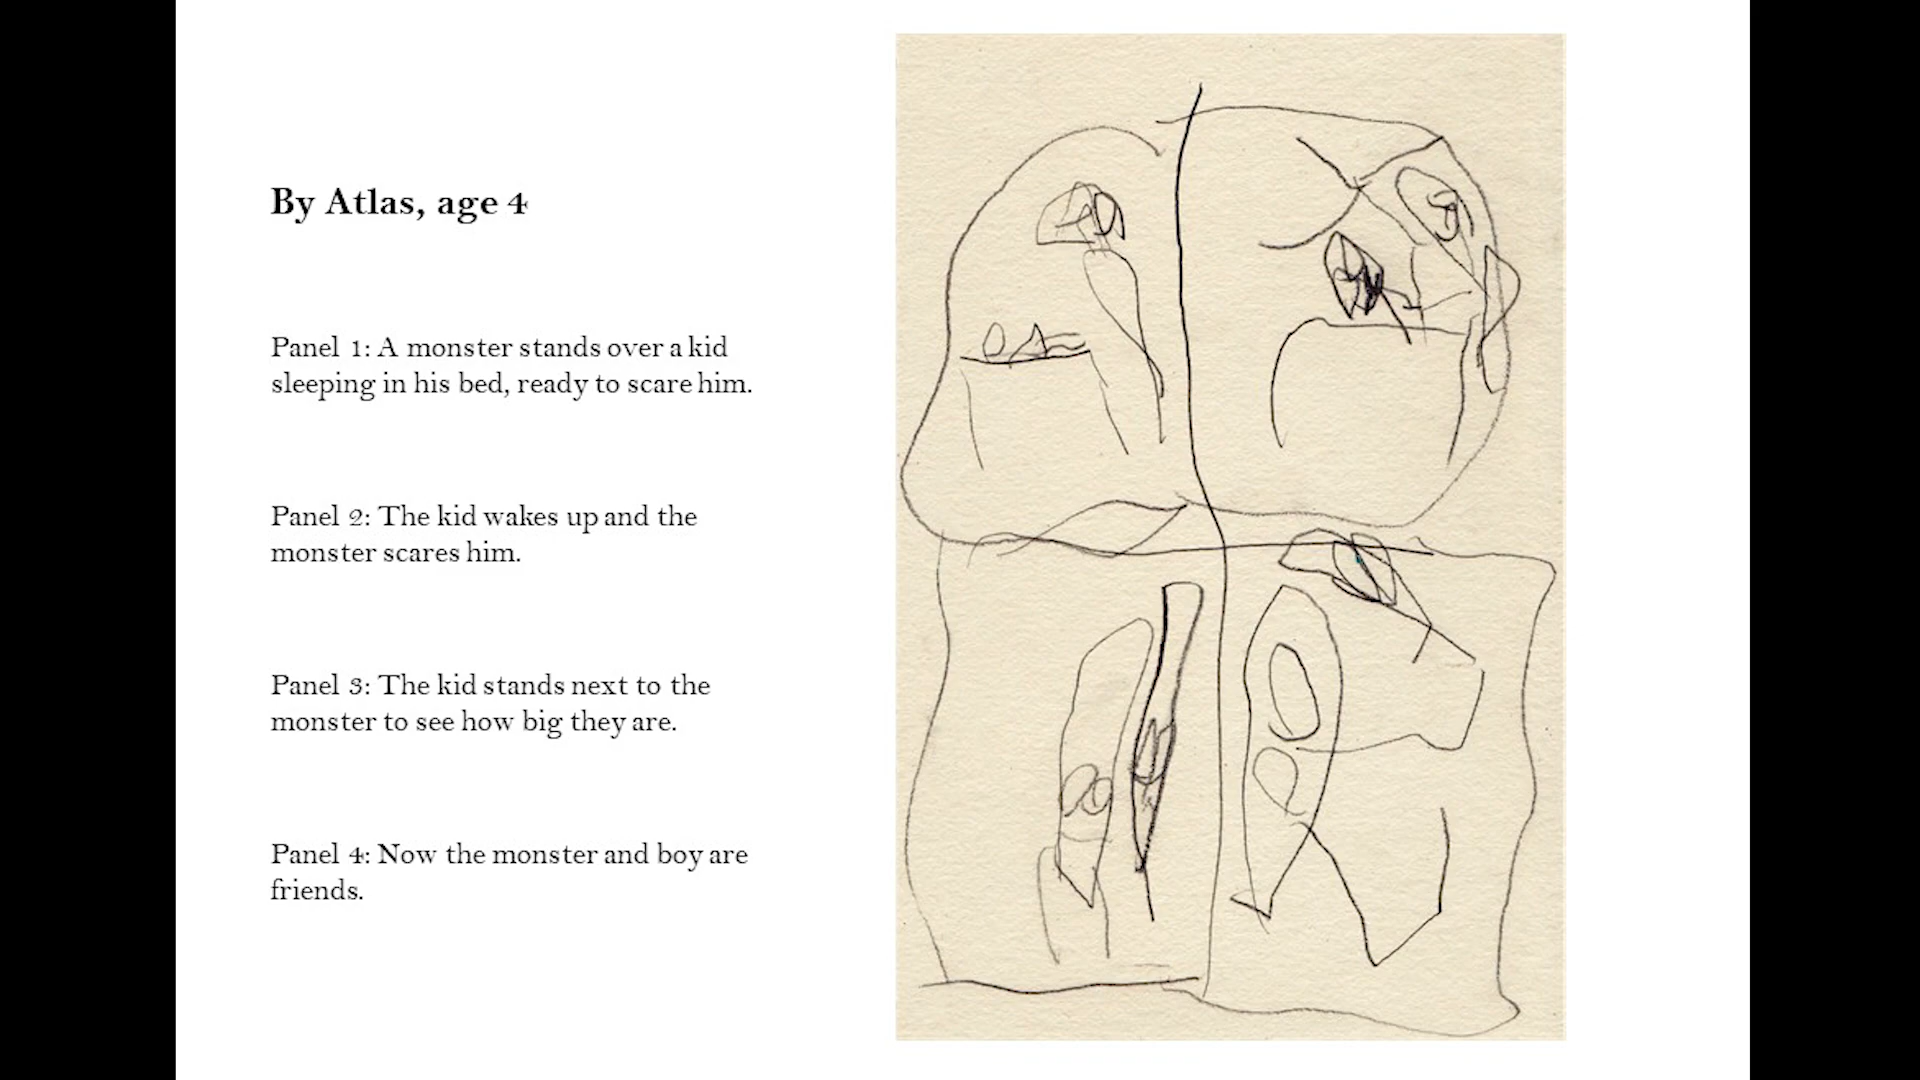 By Atlas, age 4
Panel 1: A monster stands over a kid
sleeping in his bed, ready to scare him.
Panel 2: The kid wakes up and the
monster scares him.
Panel 3: The kid stands next to the
monster to see how big they are.
Panel 4: Now the monster and boy are
friends.